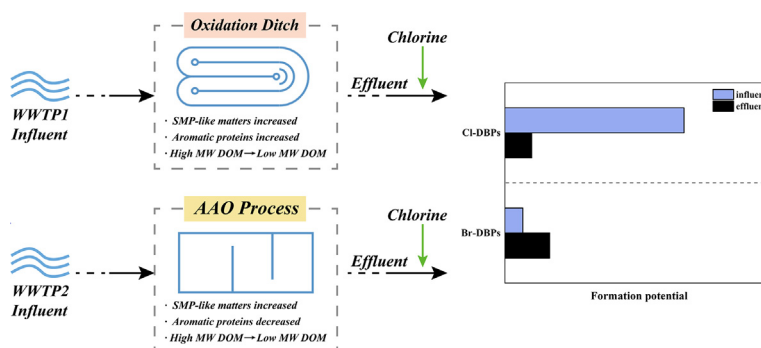 Oxidation Ditch
WWTP1
Influent
· SMP-like matters increased
· Aromatic proteins increased
· High MW DOM→Low MW DOM
Effluent
Chlorine
AAO Process
WWTP2
Influent
· SMP-like matters increased
· Aromatic proteins decreased
· High MW DOM→Low MW DOM
Effluent
Chlorine
influen
effluen
Cl-DBPs
Br-DBPs
Formation potential